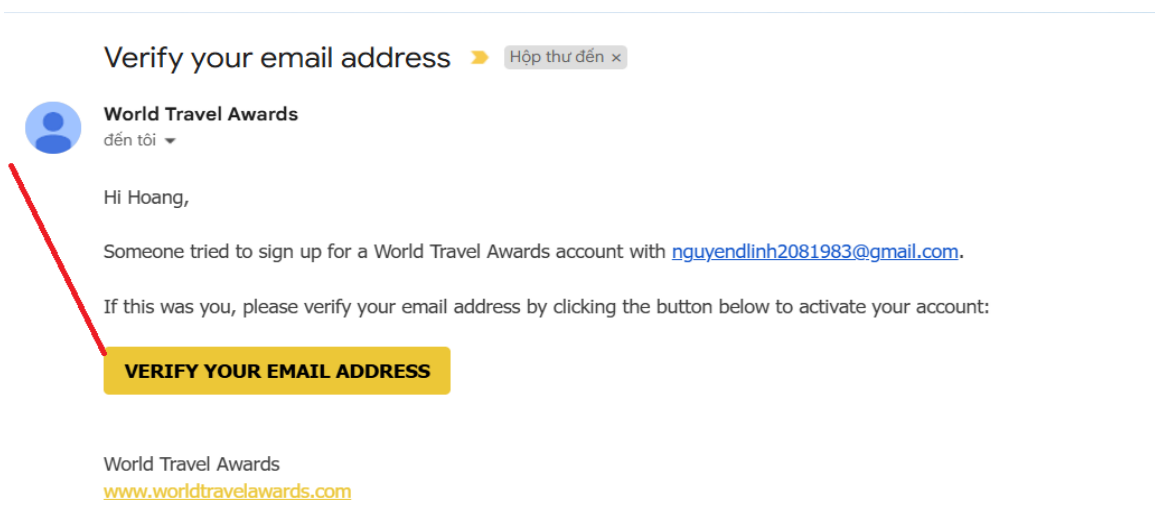 Verify your email address
Hộp thư đến ×
World Travel Awards
đến tôi
Hi Hoang,
Someone tried to sign up for a World Travel Awards account with nguyendlinh2081983@gmail.com.
If this was you, please verify your email address by clicking the button below to activate your account:
VERIFY YOUR EMAIL ADDRESS
World Travel Awards
www.worldtravelawards.com